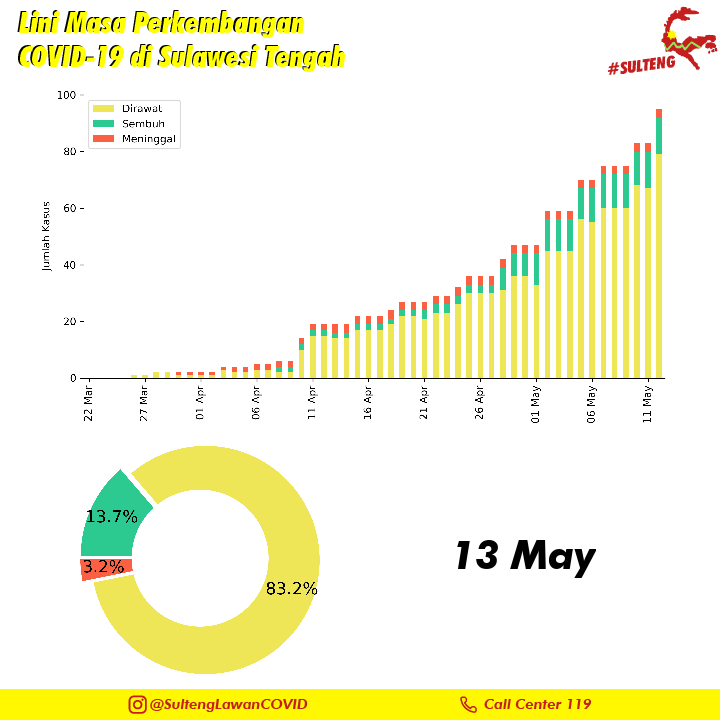 Lini Masa Perkembangan
COVID-19 di Sulawesi Tengah
#SULTENG
100
80
60
40
20
0
Jumlah Kasus
Dirawat
Sembuh
Meninggal
22 Mar
27 Mar
01 Apr
06 Apr
11 Apr
16 Apr
21 Apr
26 Apr
01 May
06 May
11 May
13.7%
3.2%
83.2%
13 May
@SultengLawanCOVID
Call Center 119